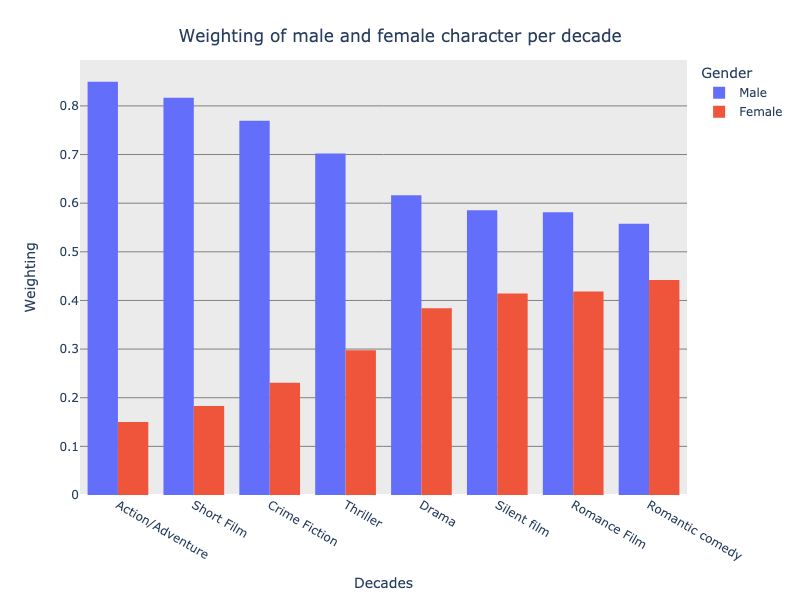 Weighting of male and female character per decade
Gender
Male
Female
Weighting
0.8
0.7
0.6
0.5
0.4
0.3
0.2
0.1
0
Action/Adventure
Short Film
Crime Fiction
Thriller
Drama
Silent film
Romance Film
Romantic comedy
Decades